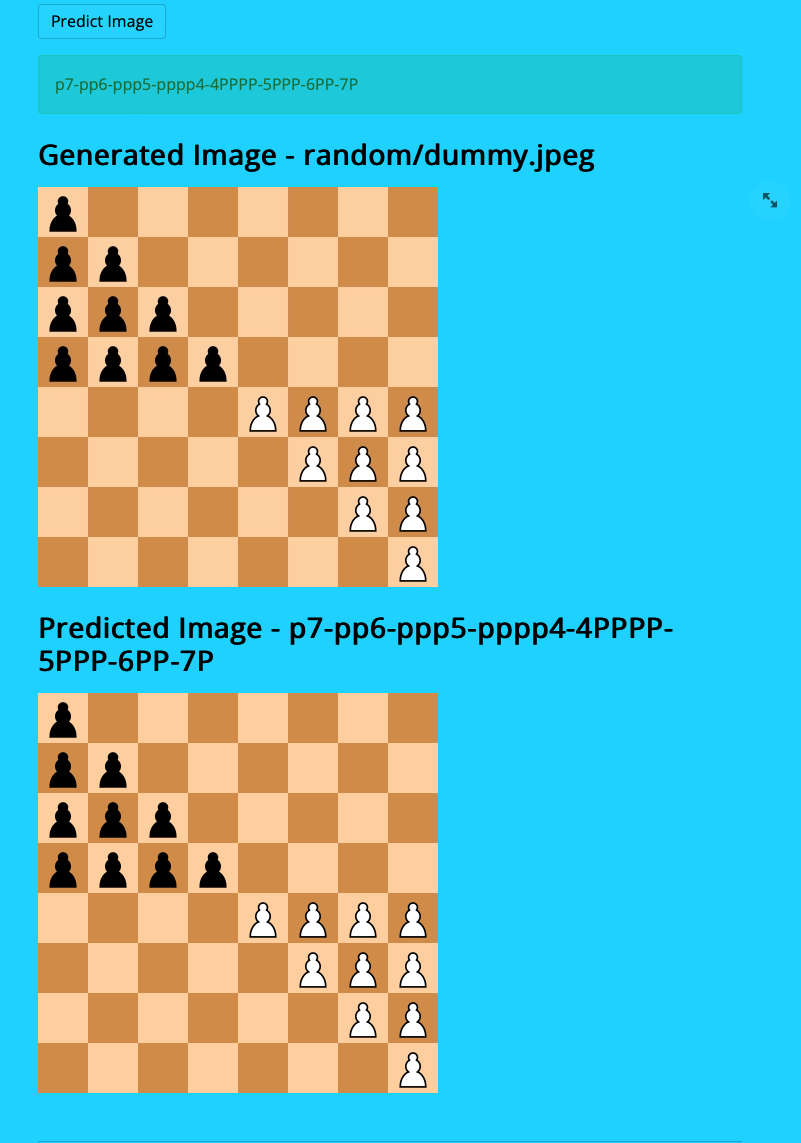 Predict Image
p7-pp6-ppp5-pppp4-4PPPP-5PPP-6PP-7P
Generated Image - random/dummy.jpeg
Predicted Image - p7-pp6-ppp5-pppp4-4PPPP-
5PPP-6PP-7P